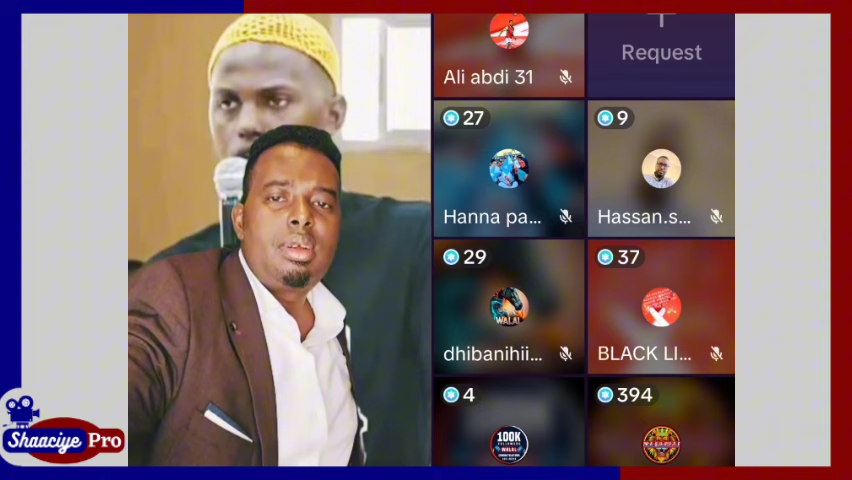 Request
Ali abdi 31
27
9
Hanna pa...
Hassan.s...
29
37
WALAL
dhibanihii...
BLACK LI...
4
394
100K
WALAL
Shaaciye Pro